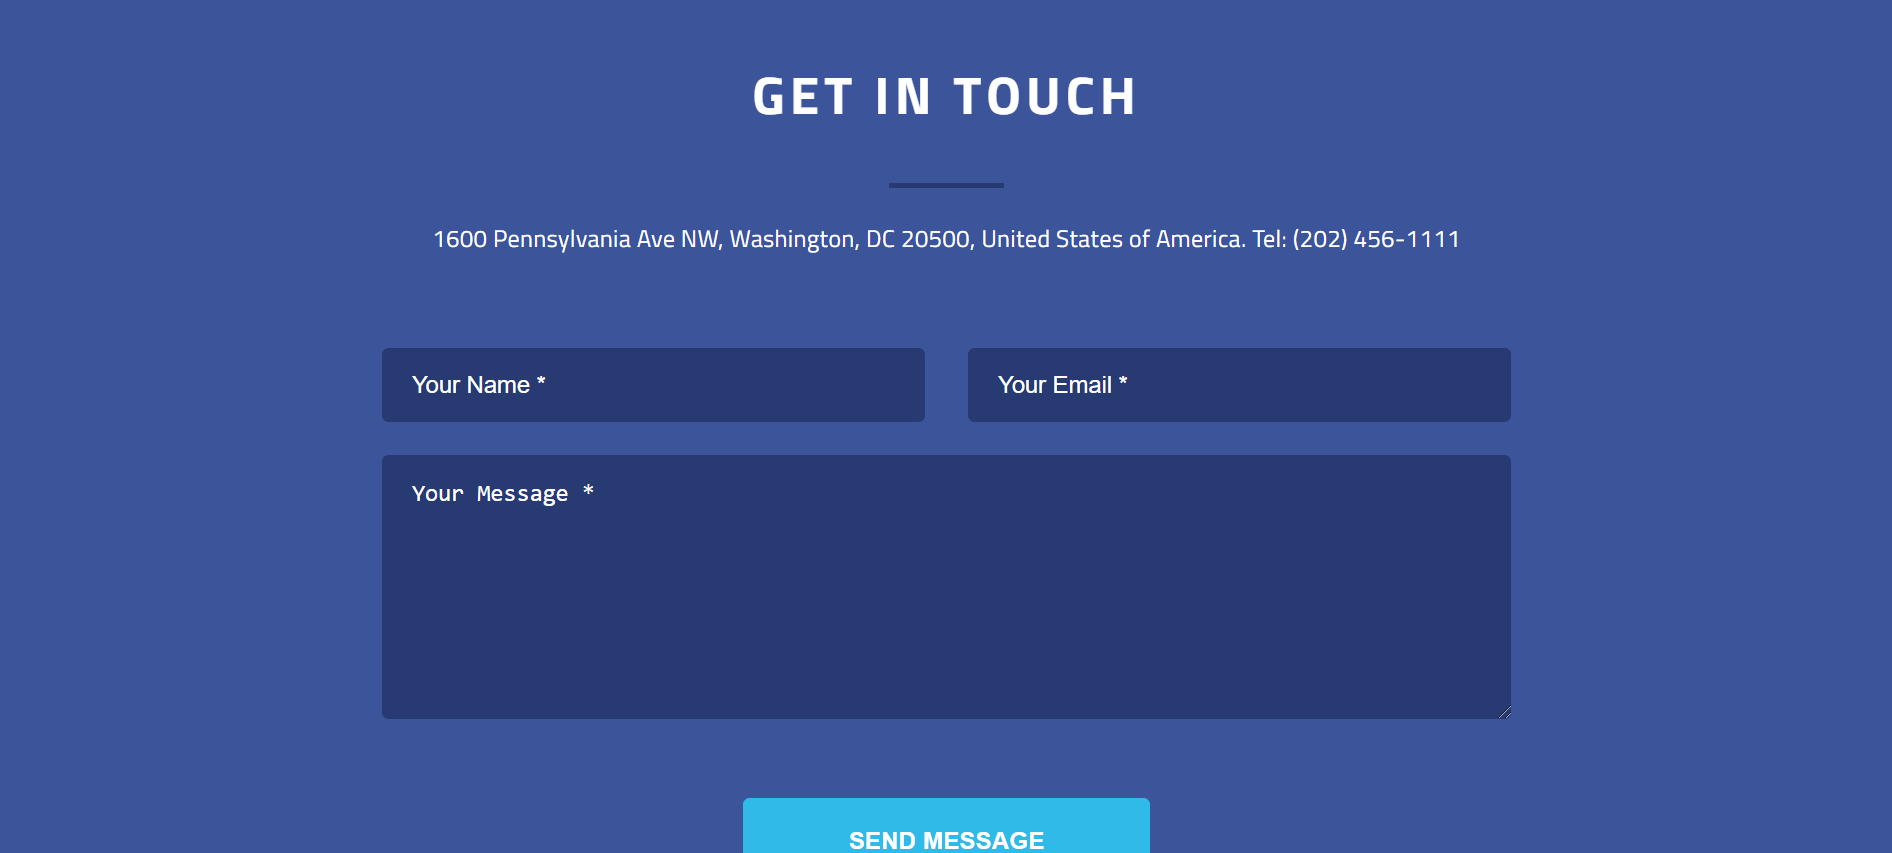 GET IN TOUCH
1600 Pennsylvania Ave NW, Washington, DC 20500, United States of America. Tel: (202) 456-1111
Your Name *
Your Email *
Your Message *
SEND MESSAGE